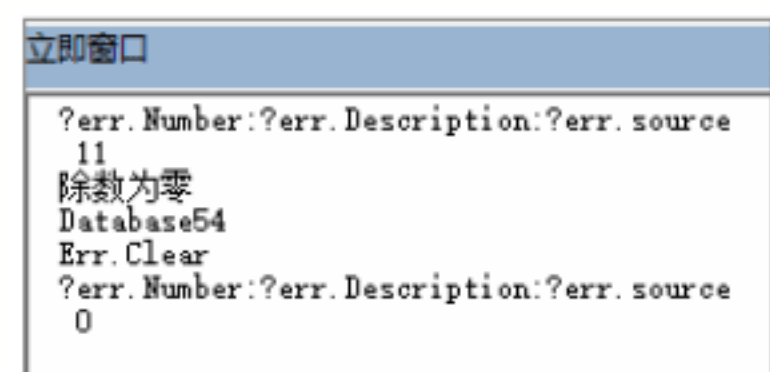 立即窗口
?err.Number:?err.Description:?err.source
11
除数为零
Database54
Err.Clear
?err.Number:?err.Description:?err.source
0